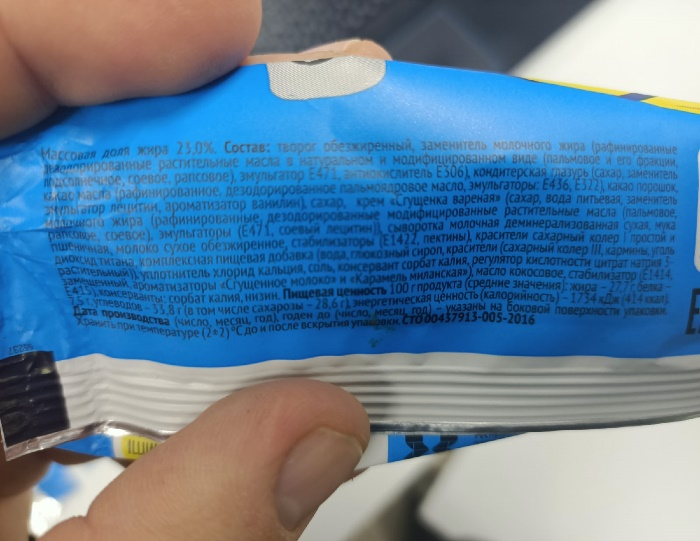 Массовая доля жира 23,0%. Состав: творог обезжиренный, заменитель молочного жира (рафинированные
дезодорированные растительные масла в натуральном и модифицированном виде (пальмовое и его фракции,
подсолнечное, соевое, рапсовое), эмульгатор Е471, антиокислитель Е306), кондитерская глазурь (сахар, заменитель
какао масла (рафинированное, дезодорированное пальмоядровое масло, эмульгаторы: Е436, Е322), какао порошок,
эмульгатор лецитин, ароматизатор ванилин), сахар, крем «Сгущенка вареная» (сахар, вода питьевая, заменитель
молочного жира (рафинированные, дезодорированные модифицированные растительные масла (пальмовое,
рапсовое, соевое), эмульгаторы (Е471, соевый лецитин)), сыворотка молочная деминерализованная сухая, мука
пшеничная, молоко сухое обезжиренное, стабилизаторы (Е1422, пектины), красители сахарный колер I простой и
диоксид титана, комплексная пищевая добавка (вода, глюкозный сироп, красители (сахарный колер III, кармины, уголь
растительный)), уплотнитель хлорид кальция, соль, консервант сорбат калия, регулятор кислотности цитрат натрия 3-
замещенный, ароматизаторы «Сгущенное молоко» и «Карамель миланская»), масло кокосовое, стабилизатор (Е1414,
консерванты: сорбат калия, низин. Пищевая ценность 100 г продукта (средние значения): жира – 27,7г; белка –
7,5г, углеводов – 33,8г (в том числе сахарозы – 28,6г), энергетическая ценность (калорийность) – 1734 кДж (414 ккал).
Дата производства (число, месяц, год), годен до (число, месяц, год) – указаны на боковой поверхности упаковки.
Хранить при температуре (2±2)°С до и после вскрытия упаковки. СТО 00437913-005-2016